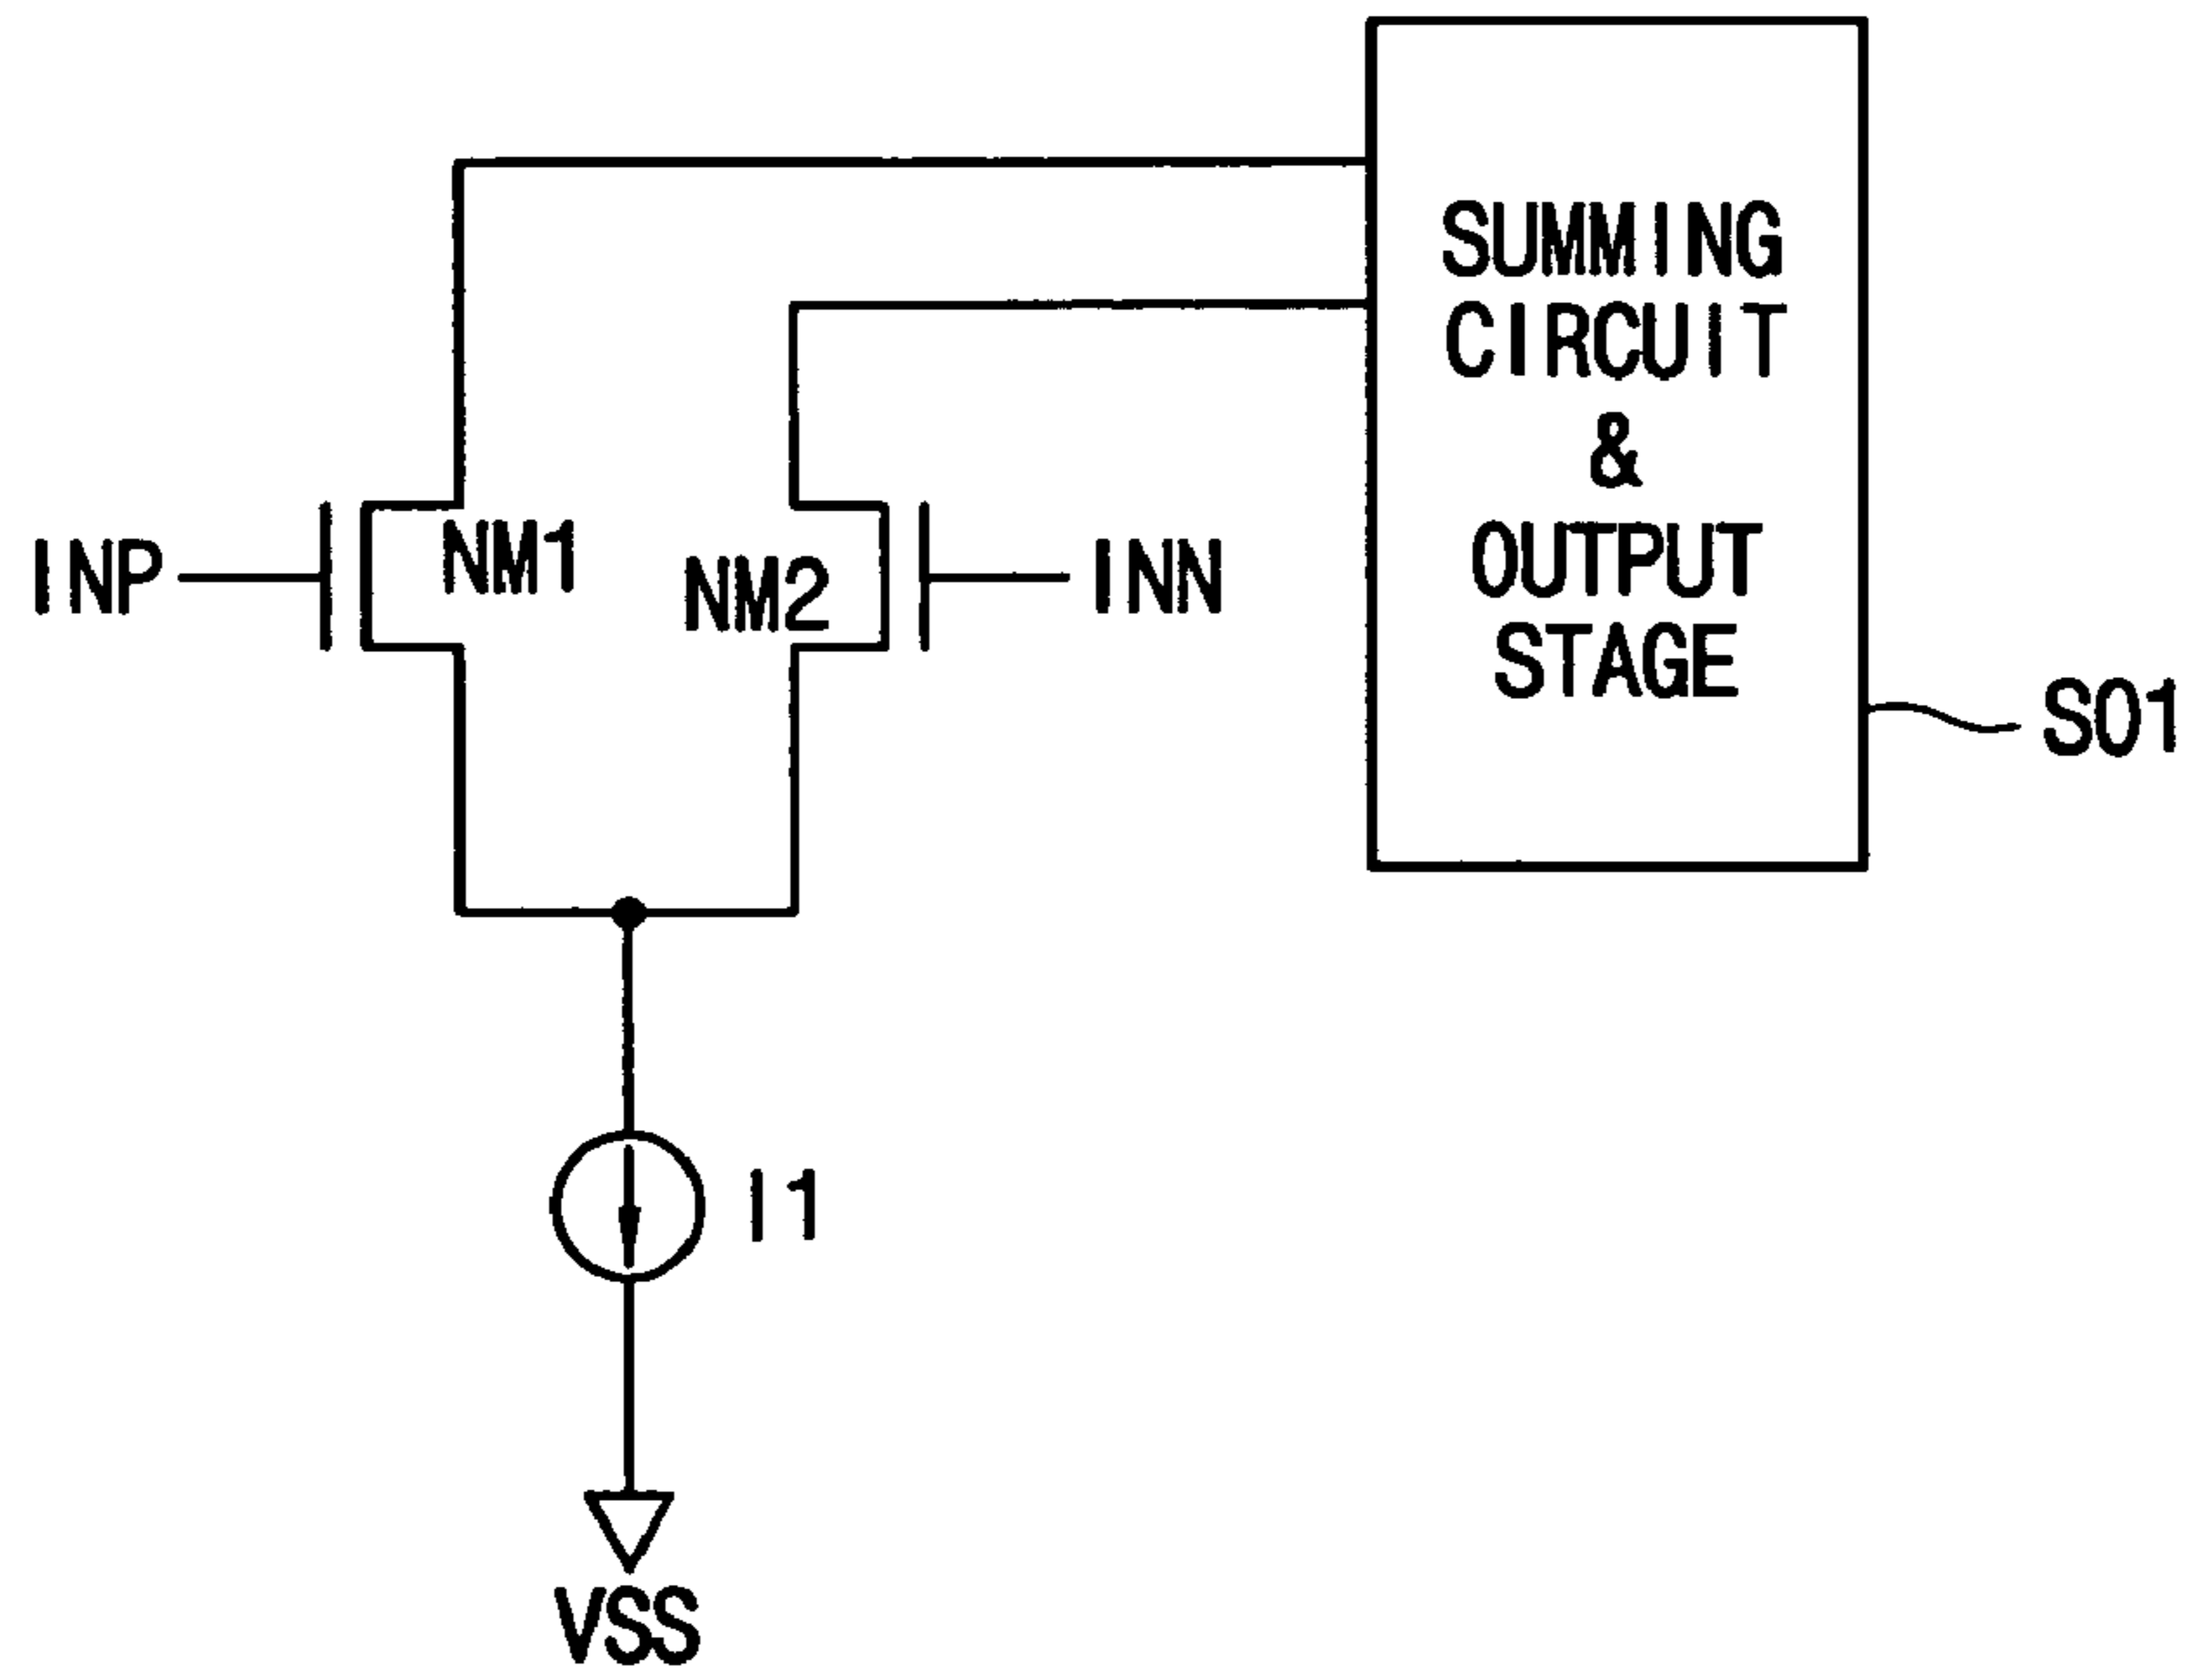 SUMMING
CIRCUIT
&
OUTPUT
STAGE
INP
NM1
NM2
INN
SO1
I1
VSS